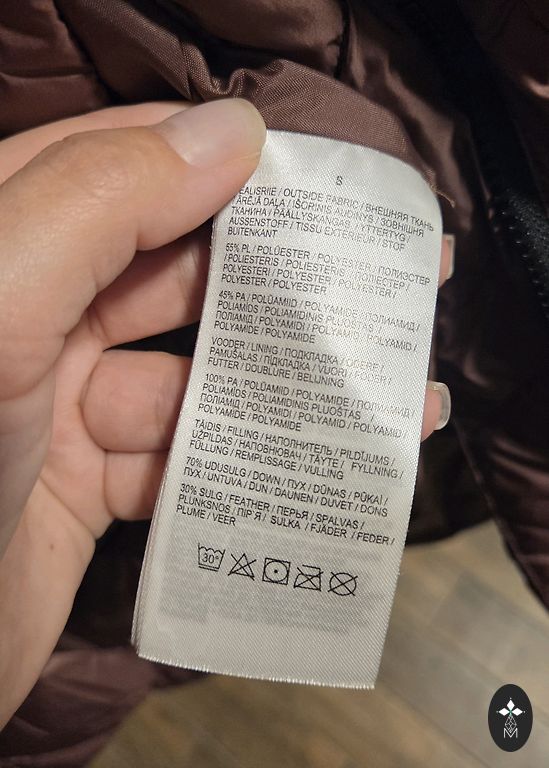 S
EALISRIIE / OUTSIDE FABRIC / ВНЕШНЯЯ ТКАНЬ
ĀRĒJĀ DAĻA / IŠORINIS AUDINYS / ЗОВНІШНЯ
ТКАНИНА / PÄÄLLYSKANGAS / YTTERTYG /
AUSSENSTOFF / TISSU EXTÉRIEUR / STOF
BUITENKANT
55% PL / POLÜESTER / POLYESTER / ПОЛИЭСТЕР
/ POLIESTERIS / POLIESTERIS / ПОЛІЕСТЕР /
POLYESTERI / POLYESTER / POLYESTER /
POLYESTER / POLYESTER
45% PA / POLÜAMIID / POLYAMIDE / ПОЛИАМИД /
POLIAMĪDS / POLIAMIDINIS PLUOŠTAS /
ПОЛІАМІД / POLYAMIDI / POLYAMID / POLYAMID /
POLYAMIDE / POLYAMIDE
VOODER / LINING / ПОДКЛАДКА / ODERE /
PAMUŠALAS / ПІДКЛАДКА / VUORI / FODER /
FUTTER / DOUBLURE / BELIJNING
100% PA / POLÜAMIID / POLYAMIDE / ПОЛИАМИД /
POLIAMĪDS / POLIAMIDINIS PLUOŠTAS /
ПОЛІАМІД / POLYAMIDI / POLYAMID / POLYAMID /
POLYAMIDE / POLYAMIDE
TÄIDIS / FILLING / НАПОЛНИТЕЛЬ / PILDĪJUMS /
UŽPILDAS / НАПОВНЮВАЧ / TÄYTE / FYLLNING /
FÜLLUNG / REMPLISSAGE / VULLING
70% UDUSULG / DOWN / ПУХ / DŪNAS / PŪKAI /
ПУХ / UNTUVA / DUN / DAUNEN / DUVET / DONS
30% SULG / FEATHER / ПЕРЬЯ / SPALVAS /
PLUNKSNOS / ПІР'Я / SULKA / FJÄDER / FEDER /
PLUME / VEER
30°
M